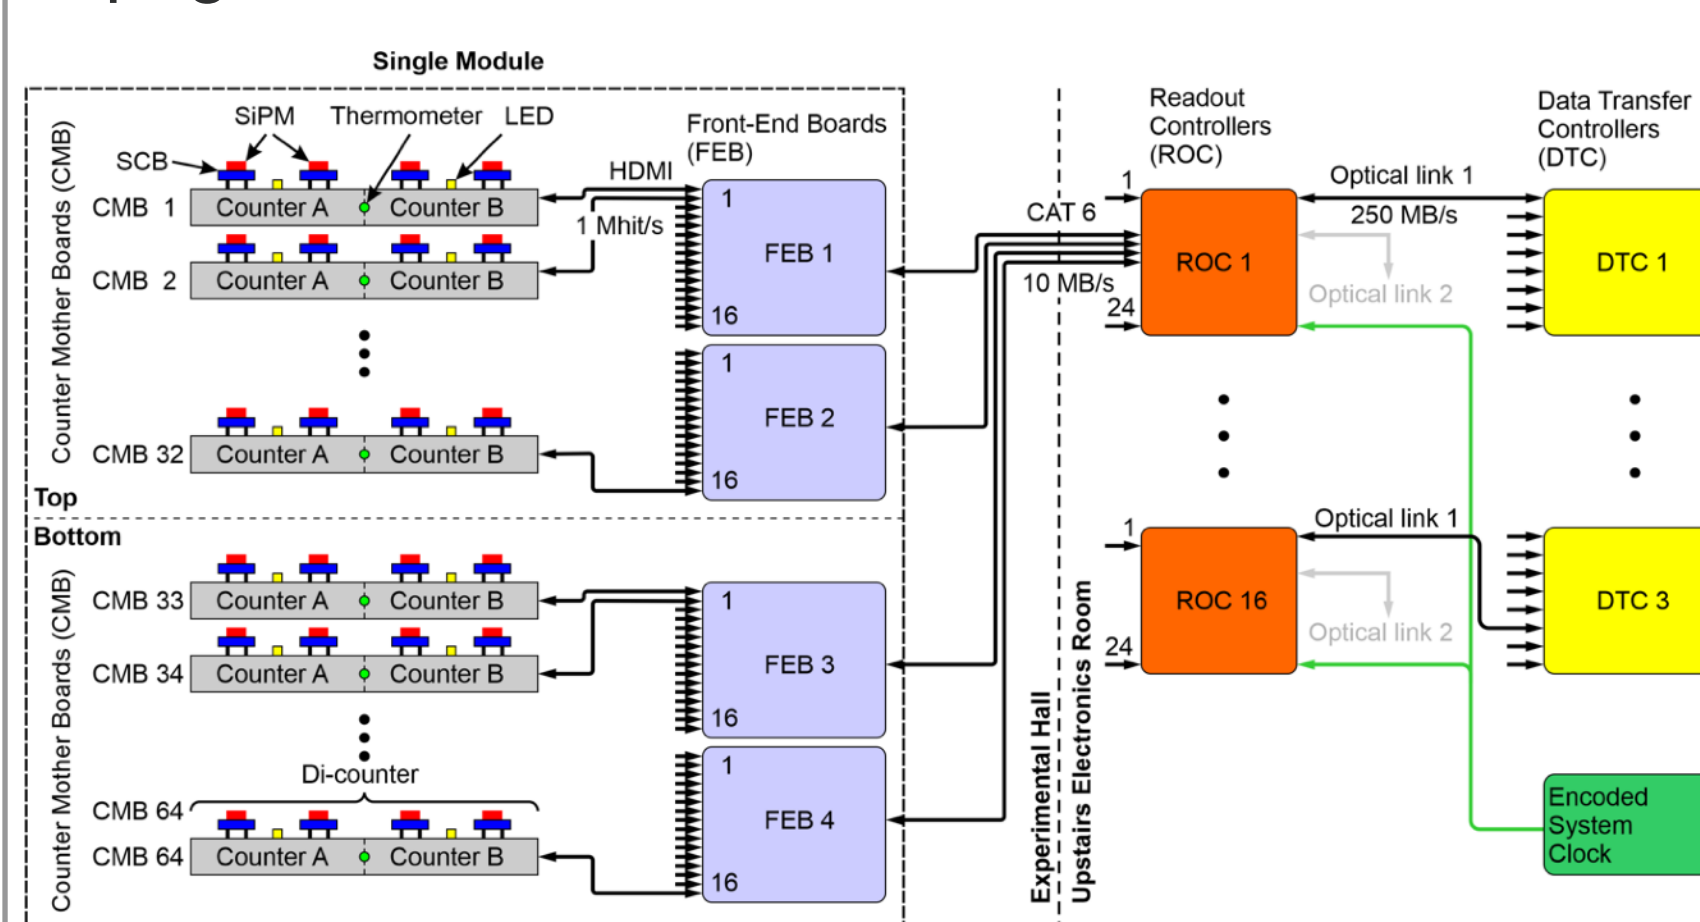 Single Module
SiPM
Thermometer
LED
SCB
Counter Mother Boards (CMB)
CMB 1
Counter A
Counter B
CMB 2
Counter A
Counter B
CMB 32
Counter A
Counter B
Top
HDMI
1 Mhit/s
Front-End Boards
(FEB)
1
FEB 1
16
1
FEB 2
16
Bottom
Counter Mother Boards (CMB)
CMB 33
Counter A
Counter B
CMB 34
Counter A
Counter B
Di-counter
CMB 64
CMB 64
Counter A
Counter B
1
FEB 3
16
1
FEB 4
16
CAT 6
10 MB/s
Experimental Hall
Upstairs Electronics Room
Readout
Controllers
(ROC)
1
ROC 1
24
1
ROC 16
24
Optical link 1
250 MB/s
Optical link 2
Optical link 1
Optical link 2
Data Transfer
Controllers
(DTC)
DTC 1
DTC 3
Encoded
System
Clock